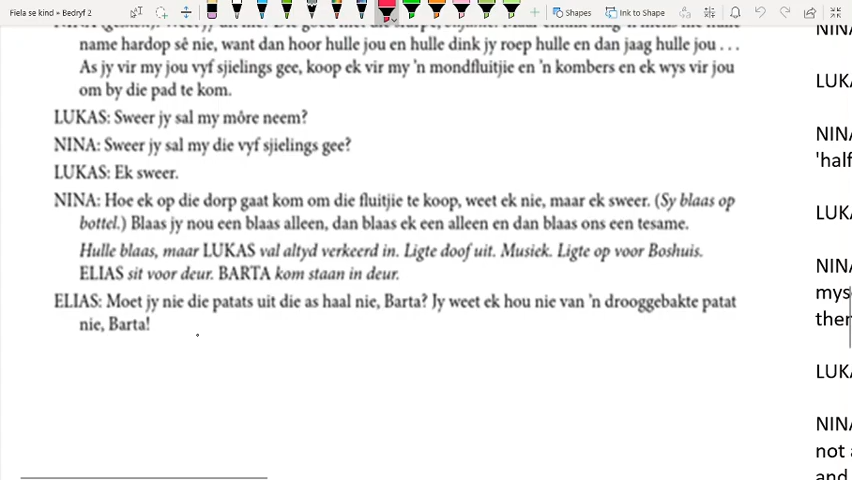 Fiela se kind » Bedryf 2
Shapes
Ink to Shape
name hardop sê nie, want dan hoor hulle jou en hulle dink jy roep hulle en dan jaag hulle jou . . .
As jy vir my jou vyf sjielings gee, koop ek vir my 'n mondfluitjie en 'n kombers en ek wys vir jou
om by die pad te kom.
LUKAS: Sweer jy sal my môre neem?
NINA: Sweer jy sal my die vyf sjielings gee?
LUKAS: Ek sweer.
NINA: Hoe ek op die dorp gaat kom om die fluitjie te koop, weet ek nie, maar ek sweer. (Sy blaas op
bottel.) Blaas jy nou een blaas alleen, dan blaas ek een alleen en dan blaas ons een tesame.
Hulle blaas, maar LUKAS val altyd verkeerd in. Ligte doof uit. Musiek. Ligte op voor Boshuis.
ELIAS sit voor deur. BARTA kom staan in deur.
ELIAS: Moet jy nie die patats uit die as haal nie, Barta? Jy weet ek hou nie van 'n drooggebakte patat
nie, Barta!
NINA
LUKA
NINA
'half
LUKA
NINA
mys
ther
LUKA
NINA
not a
and